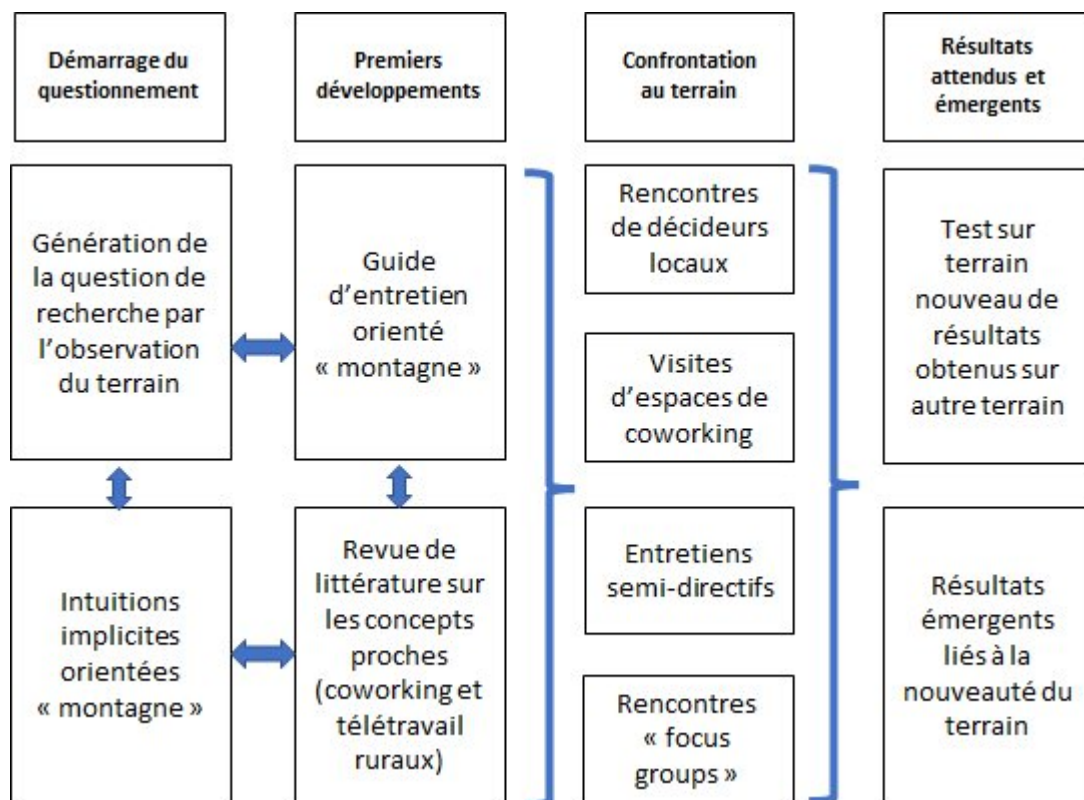 Démarrage du
questionnement
Premiers
développements
Confrontation
au terrain
Résultats
attendus et
émergents
Génération de
la question de
recherche par
l’observation
du terrain
Guide
d’entretien
orienté
« montagne »
Rencontres
de décideurs
locaux
Visites
d’espaces de
coworking
Test sur
terrain
nouveau de
résultats
obtenus sur
autre terrain
Intuitions
implicites
orientées
« montagne »
Revue de
littérature sur
les concepts
proches
(coworking et
télétravail
ruraux)
Entretiens
semi-directifs
Rencontres
« focus
groups »
Résultats
émergents
liés à la
nouveauté du
terrain